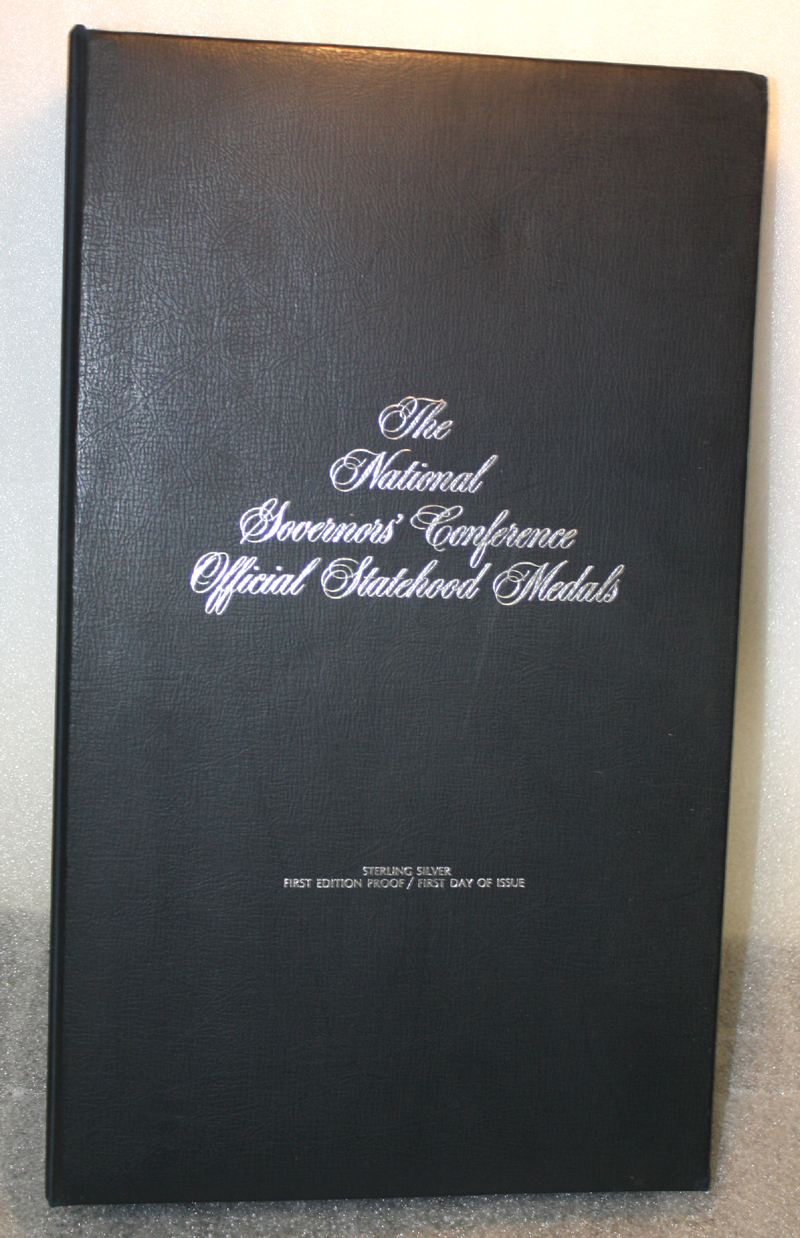 The
National
Governors' Conference
Official Statehood Medals
STERLING SILVER
FIRST EDITION PROOF / FIRST DAY OF ISSUE